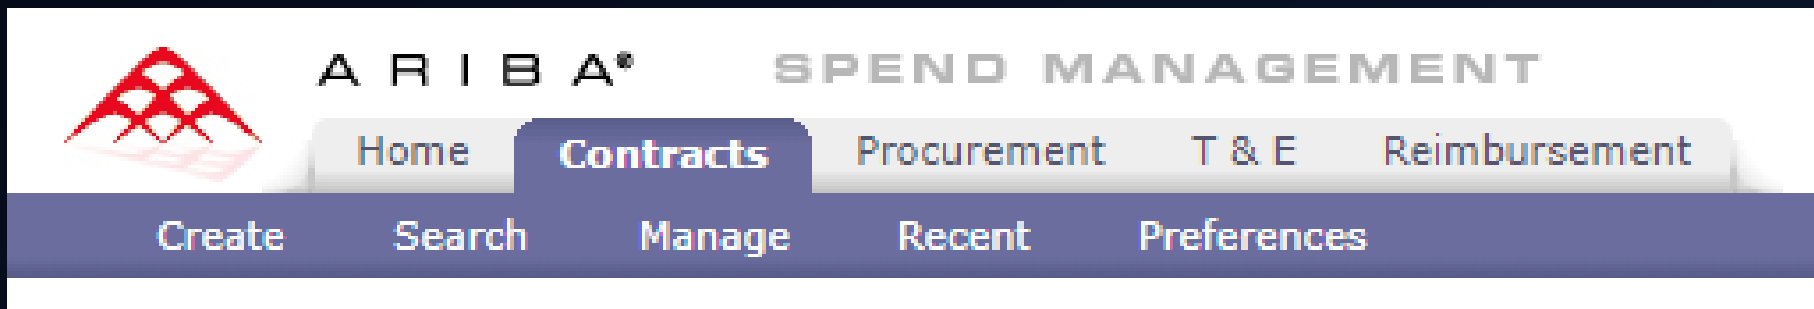 ARIBA® SPEND MANAGEMENT
Home Contracts Procurement T & E Reimbursement
Create Search Manage Recent Preferences